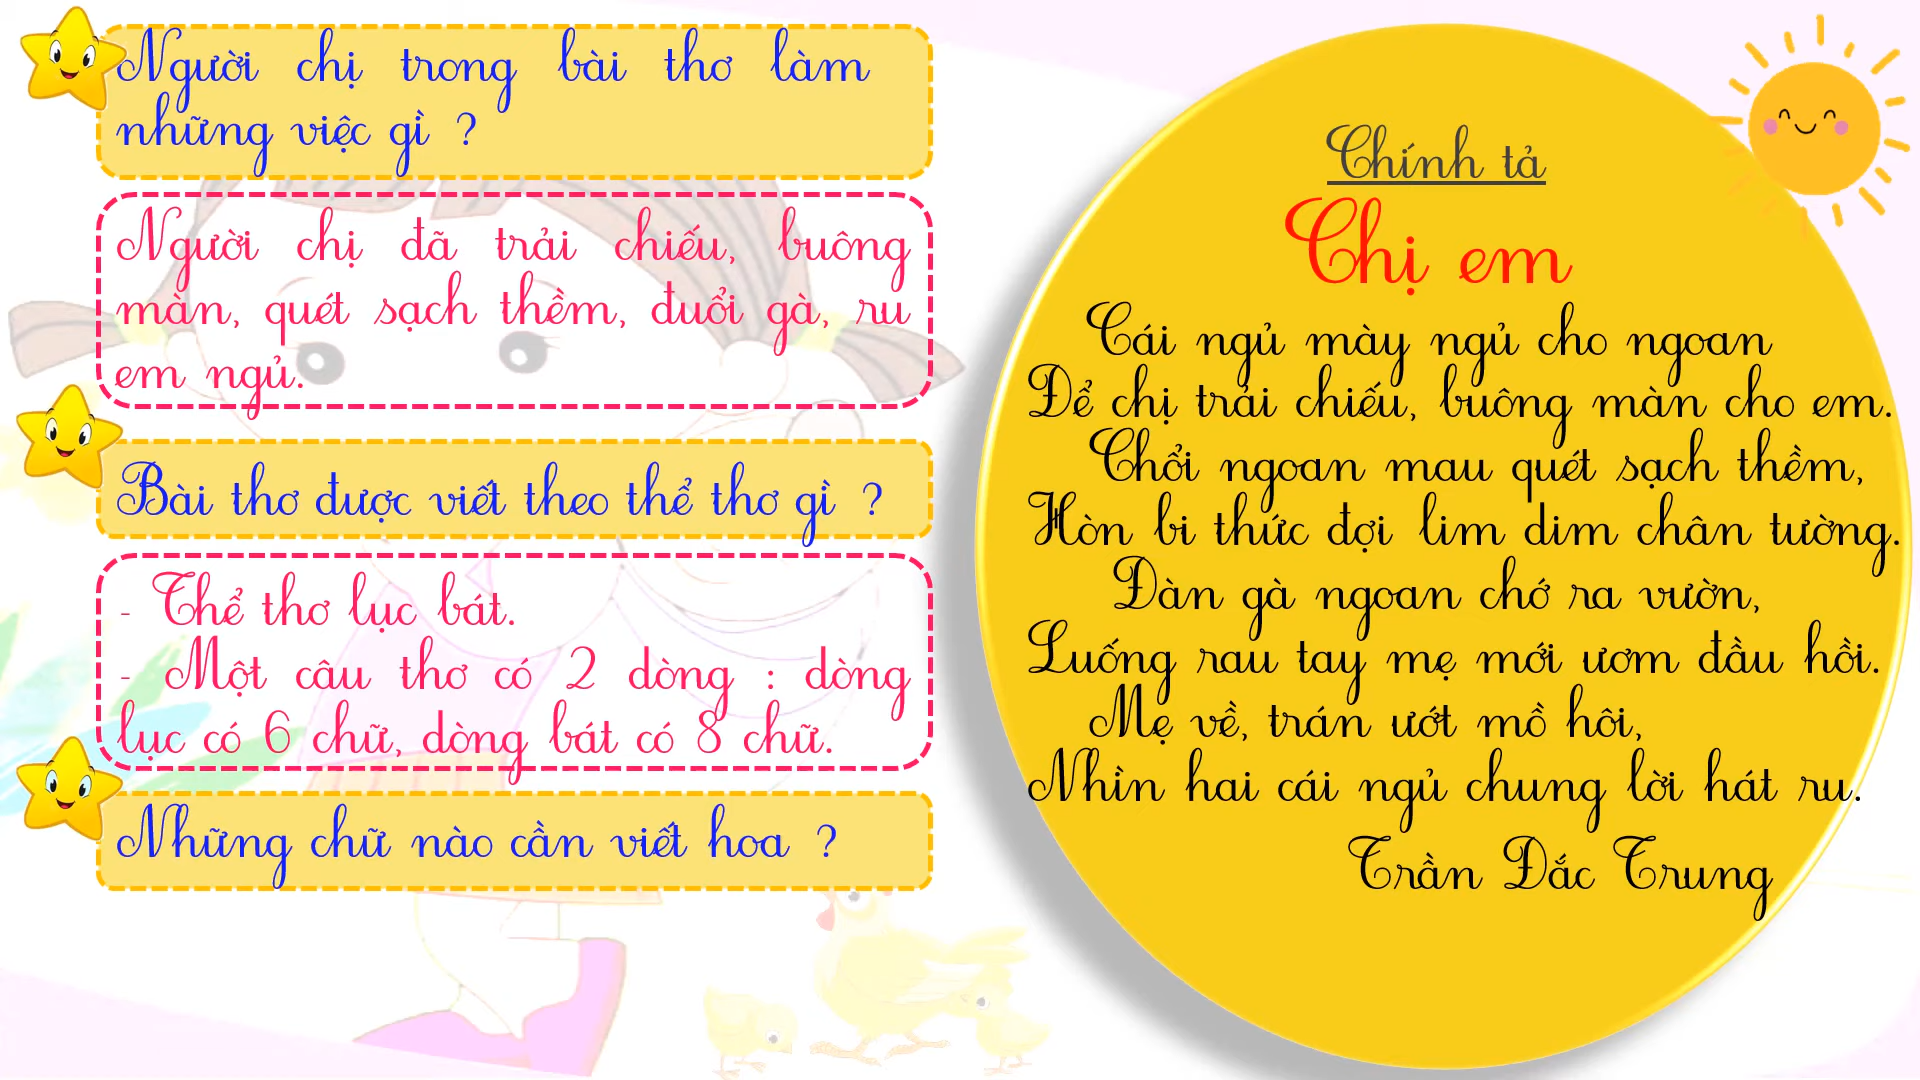 Người chị trong bài thơ làm
những việc gì ?
Người chị đã trải chiếu, buông
màn, quét sạch thềm, đuổi gà, ru
em ngủ.
Bài thơ được viết theo thể thơ gì ?
- Thể thơ lục bát.
- Một câu thơ có 2 dòng : dòng
lục có 6 chữ, dòng bát có 8 chữ.
Những chữ nào cần viết hoa ?
Chính tả
Chị em
Cái ngủ mày ngủ cho ngoan
Để chị trải chiếu, buông màn cho em.
Chổi ngoan mau quét sạch thềm,
Hòn bi thức đợi lim dim chân tường.
Đàn gà ngoan chớ ra vườn,
Luống rau tay mẹ mới ươm đầu hồi.
Mẹ về, trán ướt mồ hôi,
Nhìn hai cái ngủ chung lời hát ru.
Trần Đắc Trung